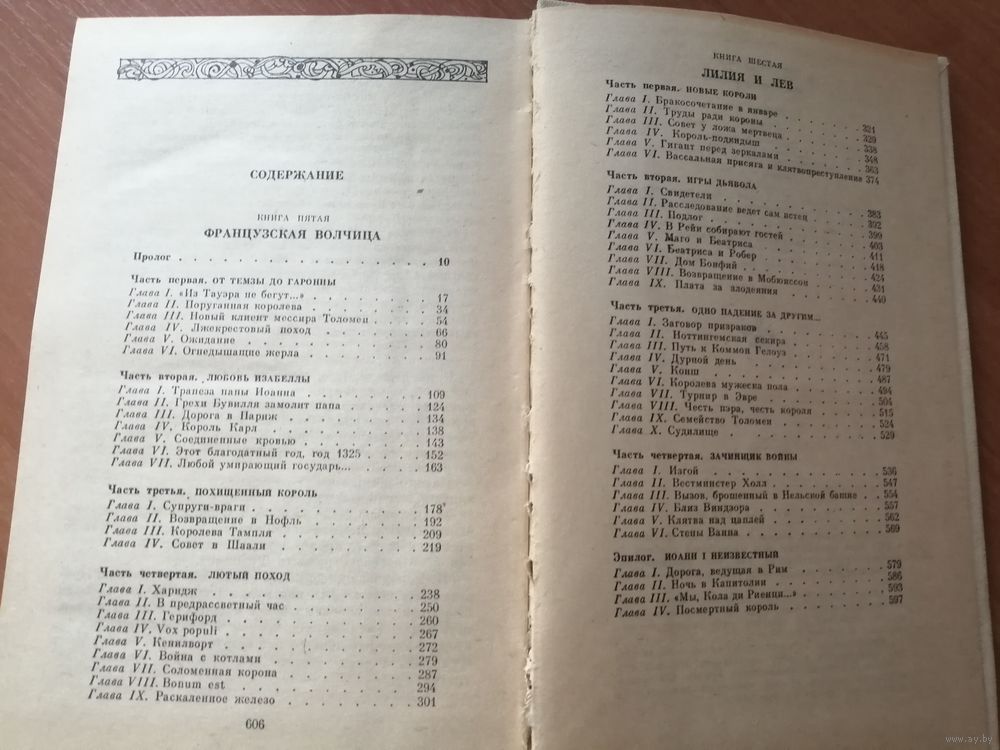 СОДЕРЖАНИЕ
КНИГА ПЯТАЯ
ФРАНЦУЗСКАЯ ВОЛЧИЦА
Пролог . . . . . . . . . . . . . . . . . . 10
Часть первая. ОТ ТЕМЗЫ ДО ГАРОННЫ
Глава I. «Из Тауэра не бегут...» . . . . . . . . . 17
Глава II. Поруганная королева . . . . . . . . . 34
Глава III. Новый клиент мессира Толомеи . . . . . 54
Глава IV. Лжекрестовый поход . . . . . . . . . 66
Глава V. Ожидание . . . . . . . . . . . . 80
Глава VI. Огнедышащие жерла . . . . . . . . . 91
Часть вторая. ЛЮБОВЬ ИЗАБЕЛЛЫ
Глава I. Трапеза папы Иоанна . . . . . . . . . 109
Глава II. Грехи Бувилля замолит папа . . . . . . 124
Глава III. Дорога в Париж . . . . . . . . . 134
Глава IV. Король Карл . . . . . . . . . . 138
Глава V. Соединенные кровью . . . . . . . . . 143
Глава VI. Этот благодатный год, год 1325 . . . . . 152
Глава VII. Любой умирающий государь... . . . . . 163
Часть третья. ПОХИЩЕННЫЙ КОРОЛЬ
Глава I. Супруги-враги . . . . . . . . . . 178
Глава II. Возвращение в Нофль . . . . . . . . 192
Глава III. Королева Тампля . . . . . . . . . 209
Глава IV. Совет в Шаали . . . . . . . . . . 219
Часть четвертая. ЛЮТЫЙ ПОХОД
Глава I. Харидж . . . . . . . . . . . . 238
Глава II. В предрассветный час . . . . . . . . 250
Глава III. Герифорд . . . . . . . . . . . 260
Глава IV. Vox populi . . . . . . . . . . . 267
Глава V. Кенилворт . . . . . . . . . . . 272
Глава VI. Война с котлами . . . . . . . . . 279
Глава VII. Соломенная корона . . . . . . . . 287
Глава VIII. Bonum est . . . . . . . . . . 294
Глава IX. Раскаленное железо . . . . . . . . 301
606
КНИГА ШЕСТАЯ
ЛИЛИЯ И ЛЕВ
Часть первая. НОВЫЕ КОРОЛИ
Глава I. Бракосочетание в январе . . . . . . . 321
Глава II. Труды ради короны . . . . . . . . 329
Глава III. Совет у ложа мертвеца . . . . . . . 338
Глава IV. Король-подкидыш . . . . . . . . . 348
Глава V. Гигант перед зеркалами . . . . . . . 363
Глава VI. Вассальная присяга и клятвопреступление 374
Часть вторая. ИГРЫ ДЬЯВОЛА
Глава I. Свидетели . . . . . . . . . . . 383
Глава II. Расследование ведет сам истец . . . . . 392
Глава III. Подлог . . . . . . . . . . . . 399
Глава IV. В Рейи собирают гостей . . . . . . . 403
Глава V. Маго и Беатриса . . . . . . . . . 411
Глава VI. Беатриса и Робер . . . . . . . . . 418
Глава VII. Дом Бонфий . . . . . . . . . . 424
Глава VIII. Возвращение в Мобюиссон . . . . . . 431
Глава IX. Плата за злодеяния . . . . . . . . 440
Часть третья. ОДНО ПАДЕНИЕ ЗА ДРУГИМ...
Глава I. Заговор призраков . . . . . . . . . 445
Глава II. Ноттингемская секира . . . . . . . . 458
Глава III. Путь к Коммон Гелоуз . . . . . . . 471
Глава IV. Дурной день . . . . . . . . . . 479
Глава V. Конш . . . . . . . . . . . . . 487
Глава VI. Королева мужеска пола . . . . . . . 494
Глава VII. Турнир в Эвре . . . . . . . . . 504
Глава VIII. Честь пэра, честь короля . . . . . . 515
Глава IX. Семейство Толомеи . . . . . . . . 524
Глава X. Судилище . . . . . . . . . . . 529
Часть четвертая. ЗАЧИНЩИК ВОЙНЫ
Глава I. Изгой . . . . . . . . . . . . . 536
Глава II. Вестминстер Холл . . . . . . . . . 547
Глава III. Вызов, брошенный в Нельской башне . . 554
Глава IV. Близ Виндзора . . . . . . . . . . 557
Глава V. Клятва над цаплей . . . . . . . . . 562
Глава VI. Стены Ванна . . . . . . . . . . 569
Эпилог. ИОАНН I НЕИЗВЕСТНЫЙ
Глава I. Дорога, ведущая в Рим . . . . . . . . 579
Глава II. Ночь в Капитолии . . . . . . . . . 586
Глава III. «Мы, Кола ди Риенци...» . . . . . . . 593
Глава IV. Посмертный король . . . . . . . . 597
www.ay.by